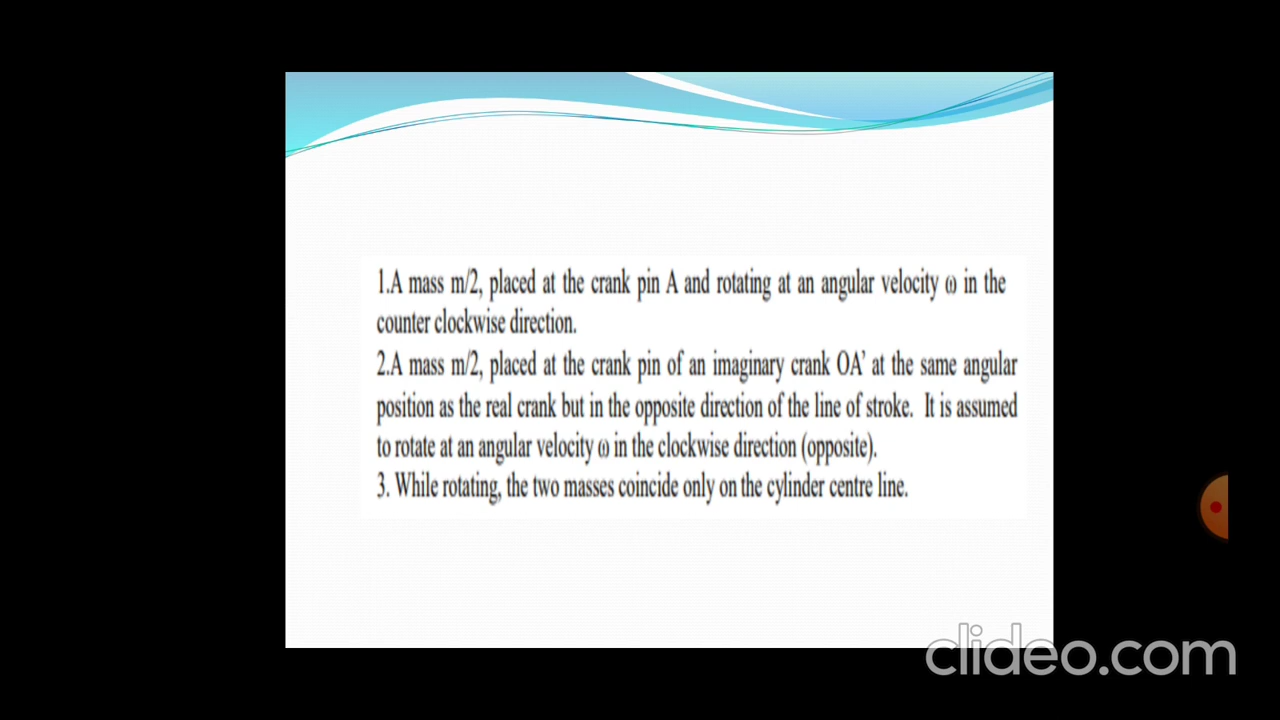 1.A mass m/2, placed at the crank pin A and rotating at an angular velocity ω in the
counter clockwise direction.
2.A mass m/2, placed at the crank pin of an imaginary crank OA’ at the same angular
position as the real crank but in the opposite direction of the line of stroke. It is assumed
to rotate at an angular velocity ω in the clockwise direction (opposite).
3. While rotating, the two masses coincide only on the cylinder centre line.
clideo.com